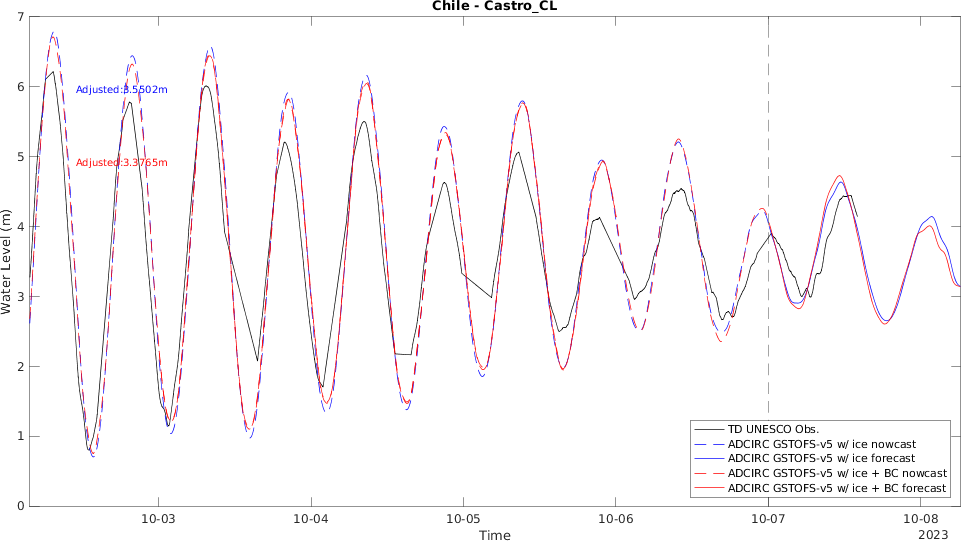 Chile - Castro_CL
7
6
5
4
3
2
1
0
Water Level (m)
Adjusted:3.5502m
Adjusted:3.3765m
TD UNESCO Obs.
ADCIRC GSTOFS-v5 w/ ice nowcast
ADCIRC GSTOFS-v5 w/ ice forecast
ADCIRC GSTOFS-v5 w/ ice + BC nowcast
ADCIRC GSTOFS-v5 w/ ice + BC forecast
10-03
10-04
10-05
10-06
10-07
10-08
Time
2023